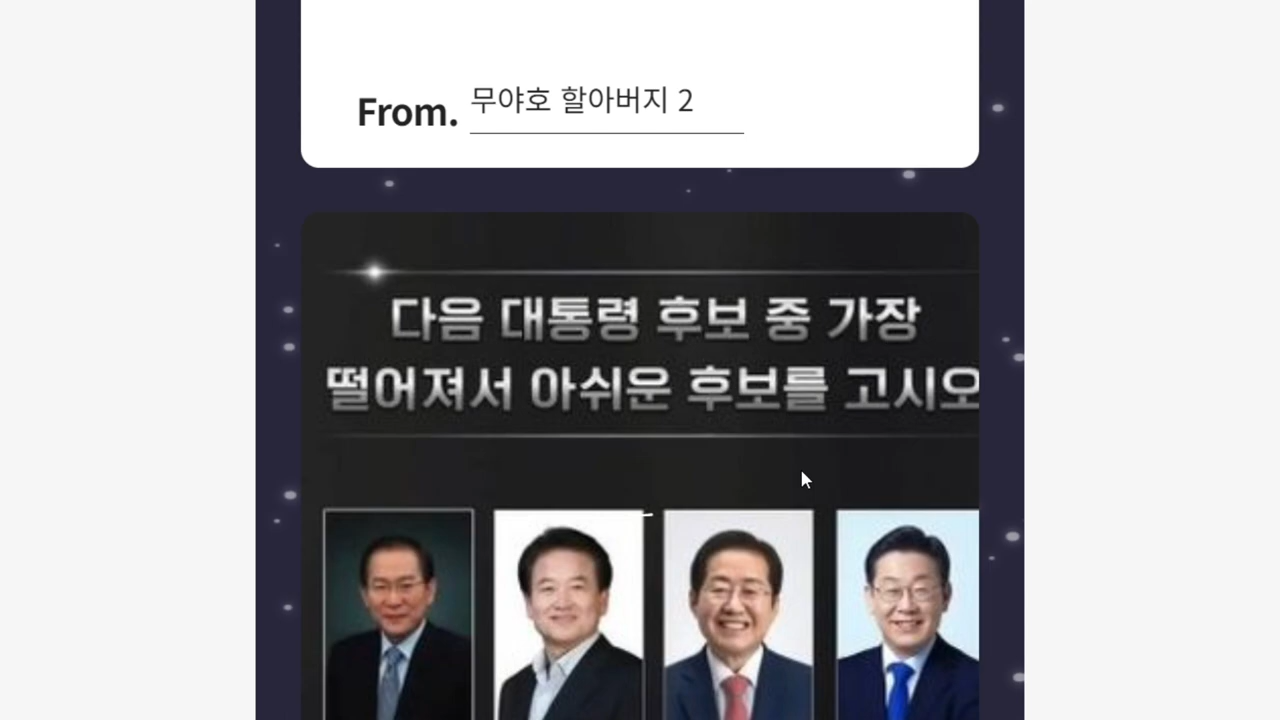 From. 무야호 할아버지 2
다음 대통령 후보 중 가장
떨어져서 아쉬운 후보를 고시오